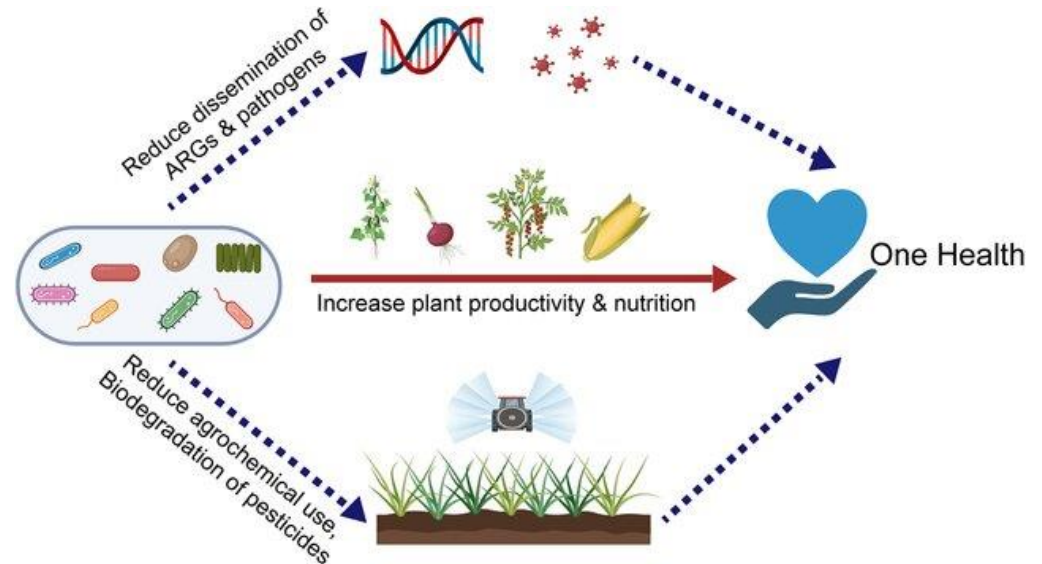 Reduce dissemination of
ARGs & pathogens
Increase plant productivity & nutrition
One Health
Reduce agrochemical use,
Biodegradation of pesticides